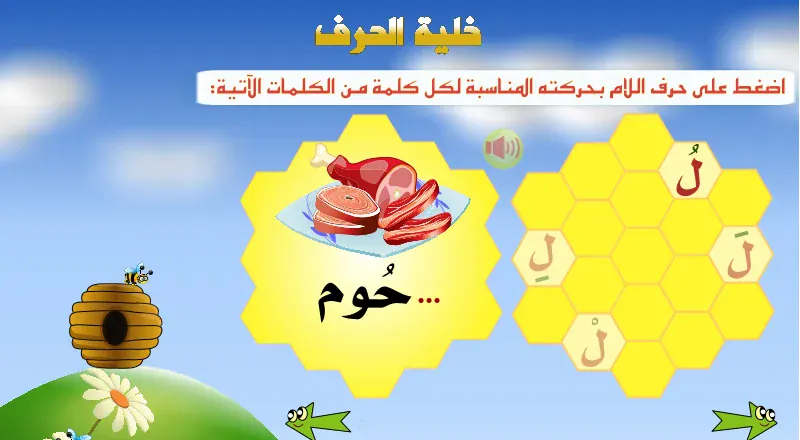 خلية الحرف
اضغط على حرف اللام بحركته المناسبة لكل كلمة من الكلمات الآتية:
... حُوم
لُ
لَ
لِ
لْ